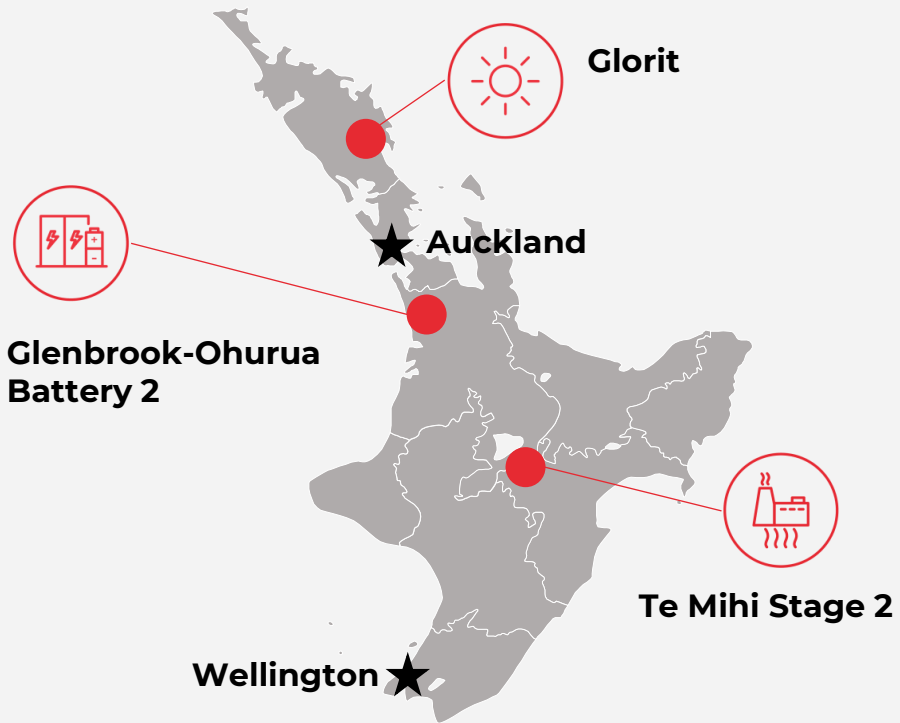 Glorit
Auckland
Glenbrook-Ohurua
Battery 2
Te Mihi Stage 2
Wellington